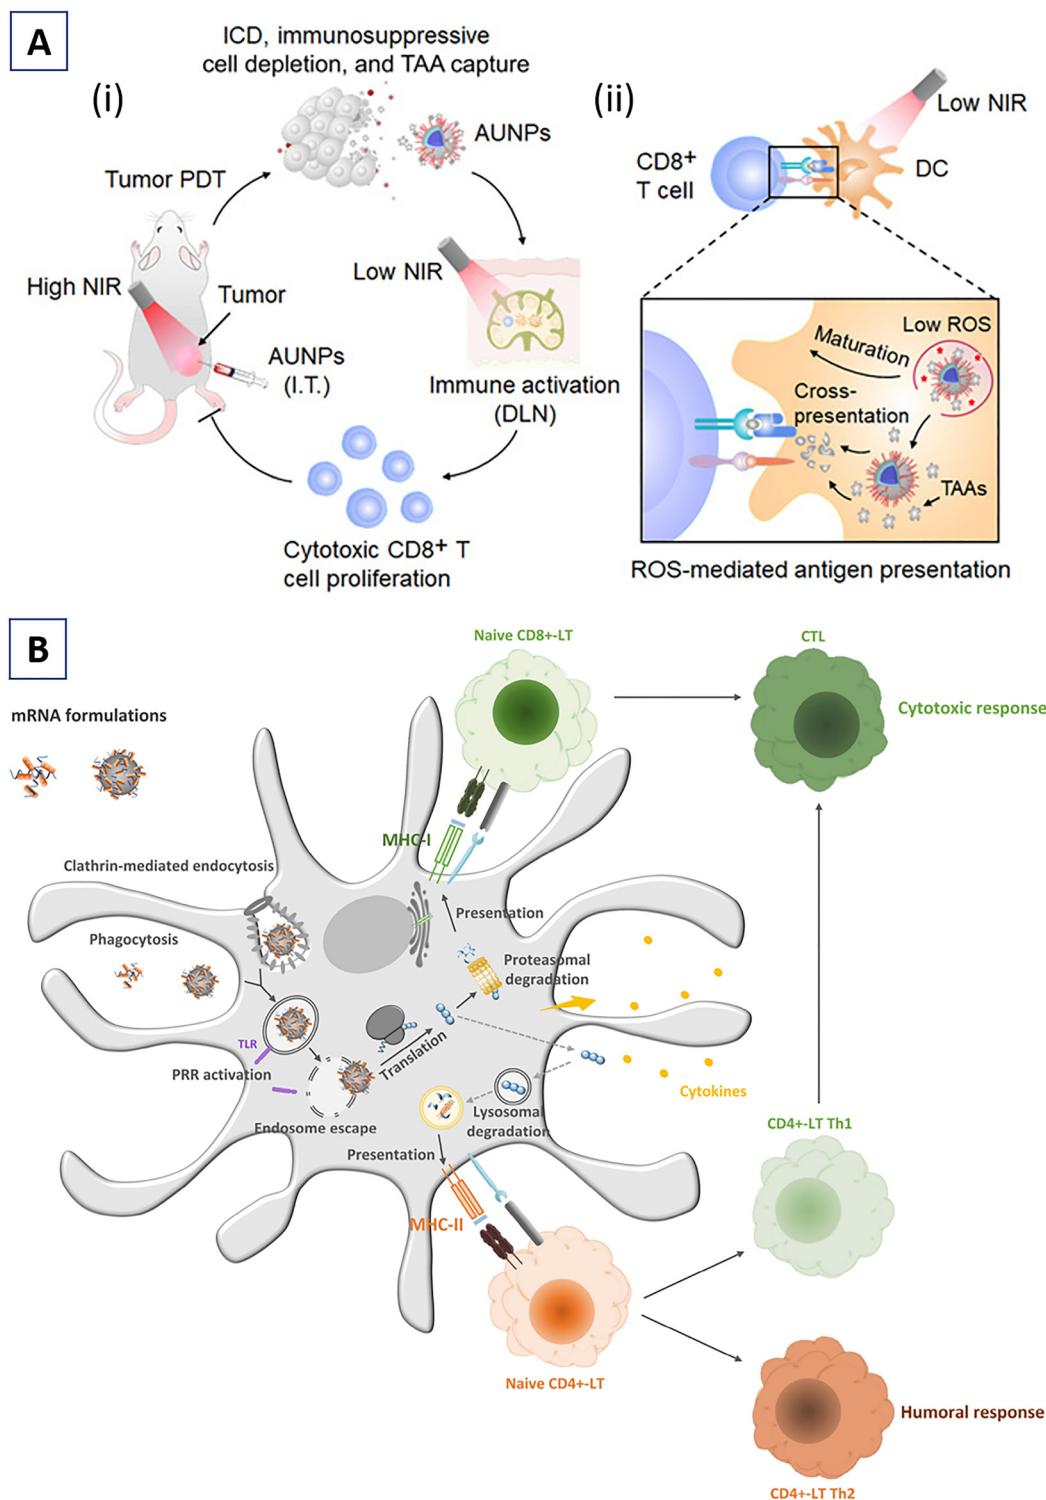 A
(i)
ICD, immunosuppressive
cell depletion, and TAA capture
AUNPs
Tumor PDT
High NIR
Tumor
AUNPs
(I.T.)
Low NIR
Immune activation
(DLN)
Cytotoxic CD8+ T
cell proliferation
(ii)
Low NIR
CD8+
T cell
DC
Low ROS
Maturation
Cross-
presentation
TAAs
ROS-mediated antigen presentation
B
mRNA formulations
Naive CD8+-LT
CTL
Cytotoxic response
MHC-I
Clathrin-mediated endocytosis
Presentation
Phagocytosis
Proteasomal
degradation
TLR
PRR activation
Translation
Endosome escape
Cytokines
Lysosomal
degradation
Presentation
MHC-II
CD4+-LT Th1
Naive CD4+-LT
Humoral response
CD4+-LT Th2